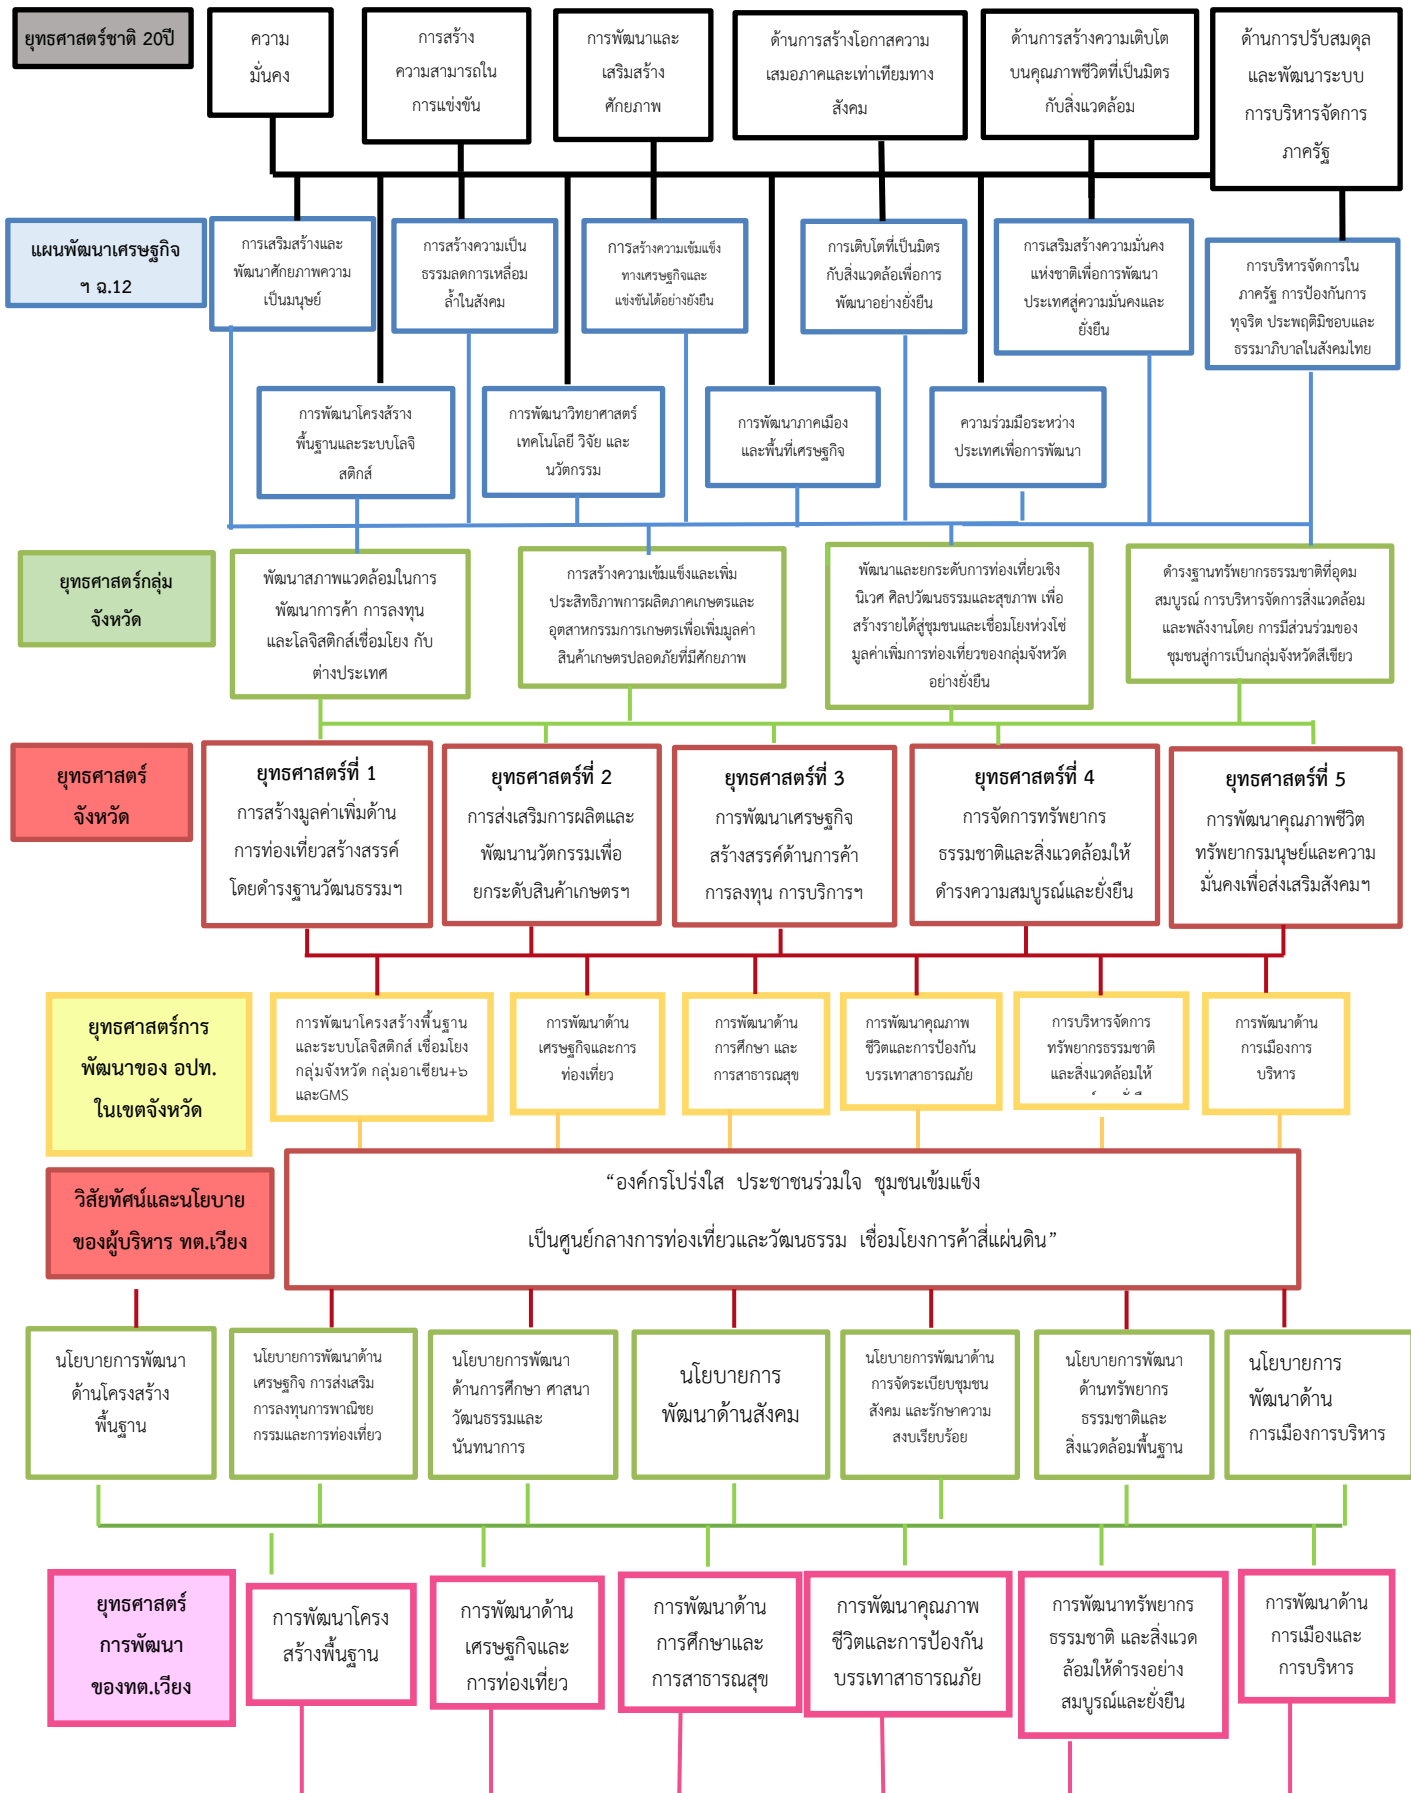 ยุทธศาสตร์ชาติ 20ปี
ความ
มั่นคง
การสร้าง
ความสามารถใน
การแข่งขัน
การพัฒนาและ
เสริมสร้าง
ศักยภาพ
ด้านการสร้างโอกาสความ
เสมอภาคและเท่าเทียมทาง
สังคม
ด้านการสร้างความเติบโต
บนคุณภาพชีวิตที่เป็นมิตร
กับสิ่งแวดล้อม
ด้านการปรับสมดุล
และพัฒนาระบบ
การบริหารจัดการ
ภาครัฐ
แผนพัฒนาเศรษฐกิจ
ฯ ฉ.12
การเสริมสร้างและ
พัฒนาศักยภาพความ
เป็นมนุษย์
การสร้างความเป็น
ธรรมลดการเหลื่อม
ล้ำในสังคม
การสร้างความเข้มแข็ง
ทางเศรษฐกิจและ
แข่งขันได้อย่างยังยืน
การเติบโตที่เป็นมิตร
กับสิ่งแวดล้อเพื่อการ
พัฒนาอย่างยั่งยืน
การเสริมสร้างความมั่นคง
แห่งชาติเพื่อการพัฒนา
ประเทศสู่ความมั่นคงและ
ยั่งยืน
การบริหารจัดการใน
ภาครัฐ การป้องกันการ
ทุจริต ประพฤติมิชอบและ
ธรรมาภิบาลในสังคมไทย
การพัฒนาโครงส้ราง
พื้นฐานและระบบโลจิ
สติกส์
การพัฒนาวิทยาศาสตร์
เทคโนโลยี วิจัย และ
นวัตกรรม
การพัฒนาภาคเมือง
และพื้นที่เศรษฐกิจ
ความร่วมมือระหว่าง
ประเทศเพื่อการพัฒนา
ยุทธศาสตร์กลุ่ม
จังหวัด
พัฒนาสภาพแวดล้อมในการ
พัฒนาการค้า การลงทุน
และโลจิสติกส์เชื่อมโยง กับ
ต่างประเทศ
การสร้างความเข้มแข็งและเพิ่ม
ประสิทธิภาพการผลิตภาคเกษตรและ
อุตสาหกรรมการเกษตรเพื่อเพิ่มมูลค่า
สินค้าเกษตรปลอดภัยที่มีศักยภาพ
พัฒนาและยกระดับการท่องเที่ยวเชิง
นิเวศ ศิลปวัฒนธรรมและสุขภาพ เพื่อ
สร้างรายได้สู่ชุมชนและเชื่อมโยงห่วงโซ่
มูลค่าเพิ่มการท่องเที่ยวของกลุ่มจังหวัด
อย่างยั่งยืน
ดำรงฐานทรัพยากรธรรมชาติที่อุดม
สมบูรณ์ การบริหารจัดการสิ่งแวดล้อม
และพลังงานโดย การมีส่วนร่วมของ
ชุมชนสู่การเป็นกลุ่มจังหวัดสีเขียว
ยุทธศาสตร์
จังหวัด
ยุทธศาสตร์ที่ 1
การสร้างมูลค่าเพิ่มด้าน
การท่องเที่ยวสร้างสรรค์
โดยดำรงฐานวัฒนธรรมฯ
ยุทธศาสตร์ที่ 2
การส่งเสริมการผลิตและ
พัฒนานวัตกรรมเพื่อ
ยกระดับสินค้าเกษตรฯ
ยุทธศาสตร์ที่ 3
การพัฒนาเศรษฐกิจ
สร้างสรรค์ด้านการค้า
การลงทุน การบริการฯ
ยุทธศาสตร์ที่ 4
การจัดการทรัพยากร
ธรรมชาติและสิ่งแวดล้อมให้
ดำรงความสมบูรณ์และยั่งยืน
ยุทธศาสตร์ที่ 5
การพัฒนาคุณภาพชีวิต
ทรัพยากรมนุษย์และความ
มั่นคงเพื่อส่งเสริมสังคมฯ
ยุทธศาสตร์การ
พัฒนาของ อปท.
ในเขตจังหวัด
การพัฒนาโครงสร้างพื้นฐาน
และระบบโลจิสติกส์ เชื่อมโยง
กลุ่มจังหวัด กลุ่มอาเซียน+๖
และGMS
การพัฒนาด้าน
เศรษฐกิจและการ
ท่องเที่ยว
การพัฒนาด้าน
การศึกษา และ
การสาธารณสุข
การพัฒนาคุณภาพ
ชีวิตและการป้องกัน
บรรเทาสาธารณภัย
การบริหารจัดการ
ทรัพยากรธรรมชาติ
และสิ่งแวดล้อมให้
การพัฒนาด้าน
การเมืองการ
บริหาร
วิสัยทัศน์และนโยบาย
ของผู้บริหาร ทต.เวียง
“องค์กรโปร่งใส ประชาชนร่วมใจ ชุมชนเข้มแข็ง
เป็นศูนย์กลางการท่องเที่ยวและวัฒนธรรม เชื่อมโยงการค้าสี่แผ่นดิน”
นโยบายการพัฒนา
ด้านโครงสร้าง
พื้นฐาน
นโยบายการพัฒนาด้าน
เศรษฐกิจ การส่งเสริม
การลงทุนการพาณิชย
กรรมและการท่องเที่ยว
นโยบายการพัฒนา
ด้านการศึกษา ศาสนา
วัฒนธรรมและ
นันทนาการ
นโยบายการ
พัฒนาด้านสังคม
นโยบายการพัฒนาด้าน
การจัดระเบียบชุมชน
สังคม และรักษาความ
สงบเรียบร้อย
นโยบายการพัฒนา
ด้านทรัพยากร
ธรรมชาติและ
สิ่งแวดล้อมพื้นฐาน
นโยบายการ
พัฒนาด้าน
การเมืองการบริหาร
ยุทธศาสตร์
การพัฒนา
ของทต.เวียง
การพัฒนาโครง
สร้างพื้นฐาน
การพัฒนาด้าน
เศรษฐกิจและ
การท่องเที่ยว
การพัฒนาด้าน
การศึกษาและ
การสาธารณสุข
การพัฒนาคุณภาพ
ชีวิตและการป้องกัน
บรรเทาสาธารณภัย
การพัฒนาทรัพยากร
ธรรมชาติ และสิ่งแวด
ล้อมให้ดำรงอย่าง
สมบูรณ์และยั่งยืน
การพัฒนาด้าน
การเมืองและ
การบริหาร